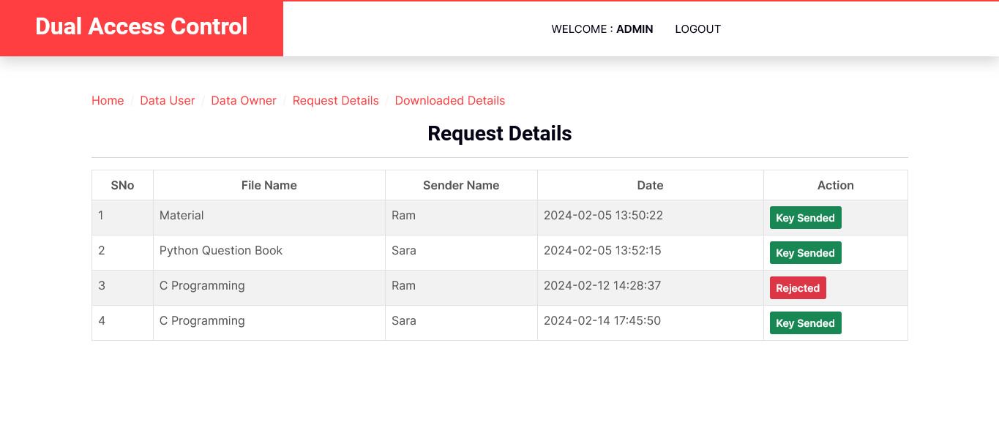 Dual Access Control
WELCOME : ADMIN LOGOUT
Home / Data User / Data Owner / Request Details / Downloaded Details
Request Details
SNo File Name Sender Name Date Action
1 Material Ram 2024-02-05 13:50:22 Key Sended
2 Python Question Book Sara 2024-02-05 13:52:15 Key Sended
3 C Programming Ram 2024-02-12 14:28:37 Rejected
4 C Programming Sara 2024-02-14 17:45:50 Key Sended